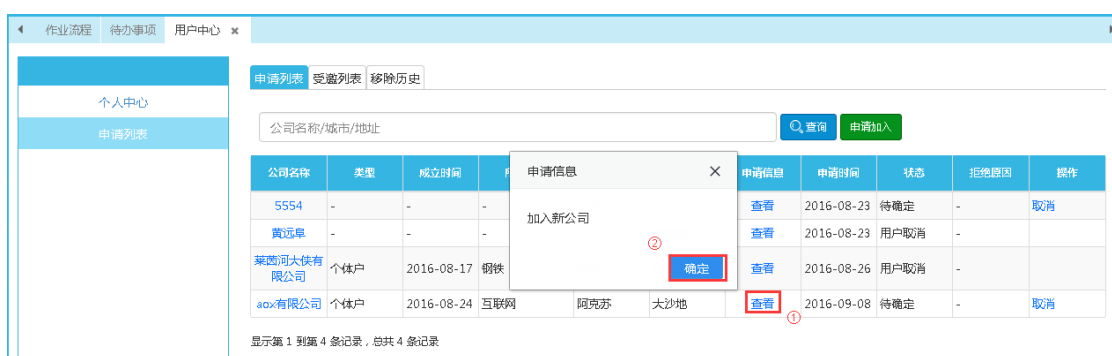 作业流程 待办事项 用户中心
申请列表 受邀列表 移除历史
个人中心
申请列表
公司名称/城市/地址 查询 申请加入
公司名称 类型 成立时间 申请信息 申请时间 状态 拒绝原因 操作
申请信息
加入新公司
②
确定
5554 - - - 查看 2016-08-23 待确定 - 取消
黄远阜 - - - 查看 2016-08-23 用户取消 -
莱茵河大侠有限公司 个体户 2016-08-17 钢铁 查看 2016-08-26 用户取消 -
aox有限公司 个体户 2016-08-24 互联网 阿克苏 大沙地 查看 2016-09-08 待确定 - 取消
①
显示第 1 到第 4 条记录，总共 4 条记录